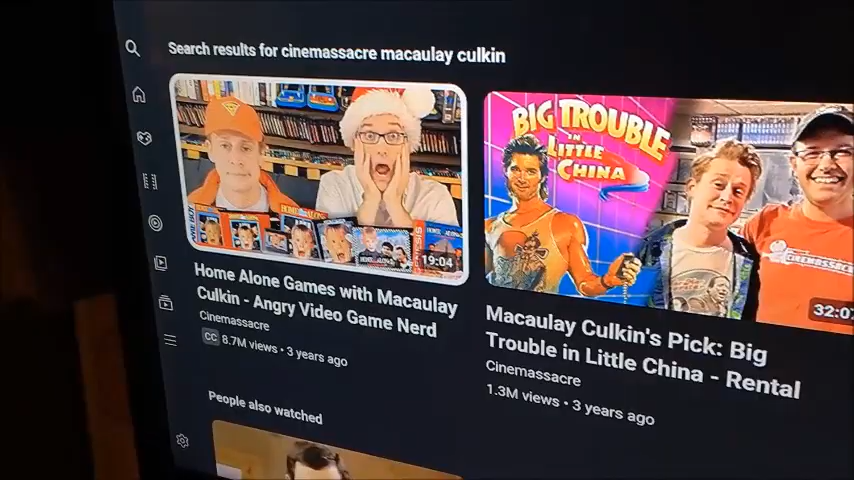 Search results for cinemassacre macaulay culkin
19:04
BIG TROUBLE
IN
LITTLE
CHINA
CINEMASSACRE
32:07
Home Alone Games with Macaulay
Culkin - Angry Video Game Nerd
Cinemassacre
CC 8.7M views • 3 years ago
Macaulay Culkin's Pick: Big
Trouble in Little China - Rental
Cinemassacre
1.3M views • 3 years ago
People also watched